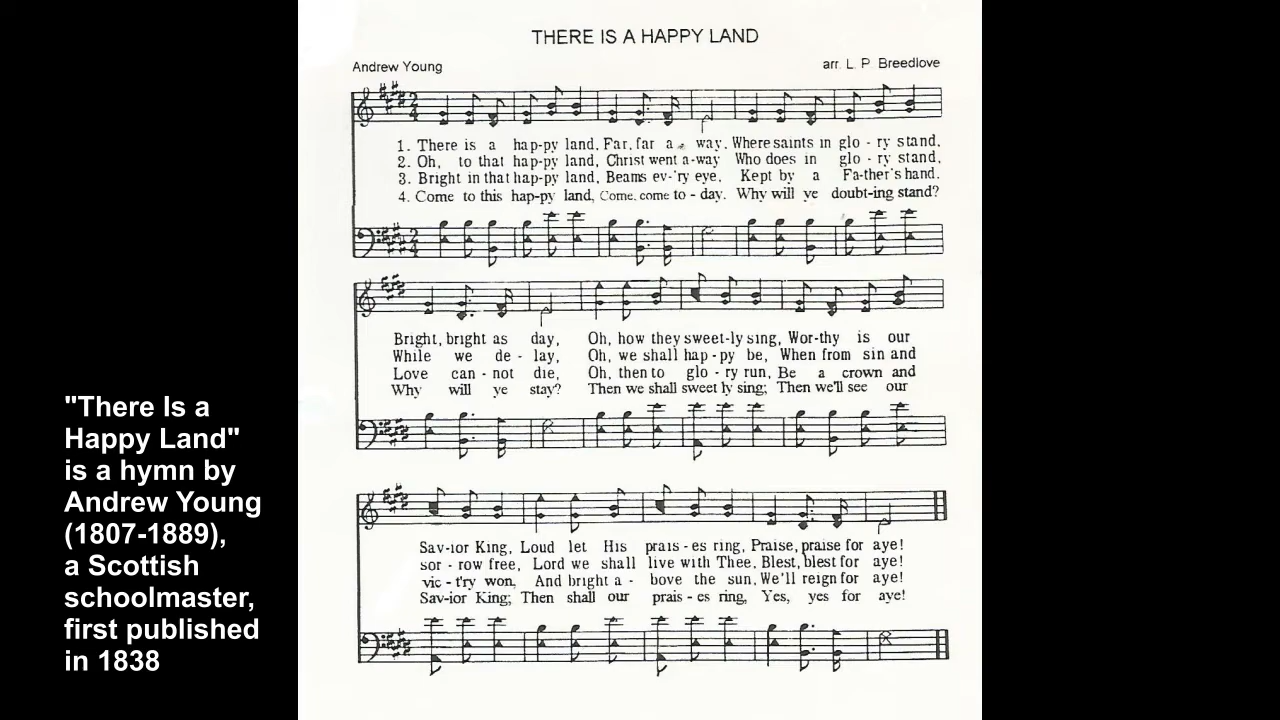 THERE IS A HAPPY LAND
Andrew Young
arr. L. P. Breedlove
1. There is a hap-py land, Far, far a - way. Where saints in glo - ry stand,
2. Oh, to that hap-py land, Christ went a-way Who does in glo - ry stand,
3. Bright in that hap-py land, Beams ev-'ry eye, Kept by a Fa-ther's hand.
4. Come to this hap-py land, Come, come to - day. Why will ye doubt-ing stand?
Bright, bright as day, Oh, how they sweet-ly sing, Wor-thy is our
While we de - lay, Oh, we shall hap-py be, When from sin and
Love can - not die, Oh, then to glo - ry run, Be a crown and
Why will ye stay? Then we shall sweet ly sing; Then we'll see our
Sav-ior King, Loud let His prais - es ring, Praise, praise for aye!
sor - row free, Lord we shall live with Thee, Blest, blest for aye!
vic - t'ry won, And bright a - bove the sun, We'll reign for aye!
Sav-ior King; Then shall our prais - es ring, Yes, yes for aye!
"There Is a
Happy Land"
is a hymn by
Andrew Young
(1807-1889),
a Scottish
schoolmaster,
first published
in 1838